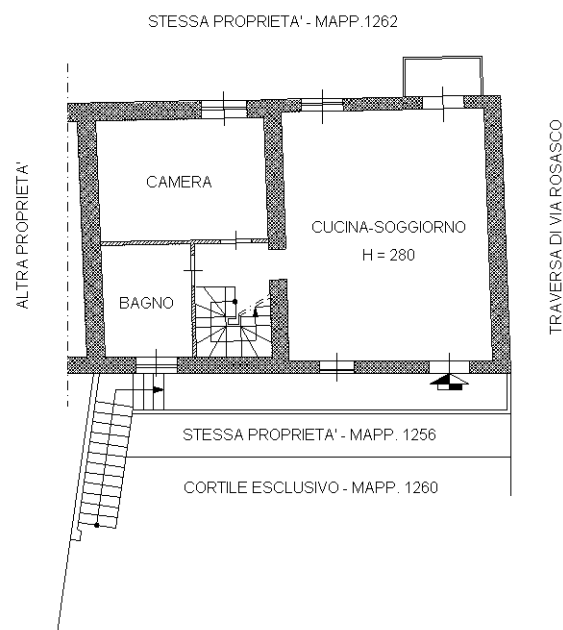 STESSA PROPRIETA' - MAPP.1262
ALTRA PROPRIETA'
CAMERA
CUCINA-SOGGIORNO
H = 280
BAGNO
TRAVERSA DI VIA ROSASCO
STESSA PROPRIETA' - MAPP. 1256
CORTILE ESCLUSIVO - MAPP. 1260